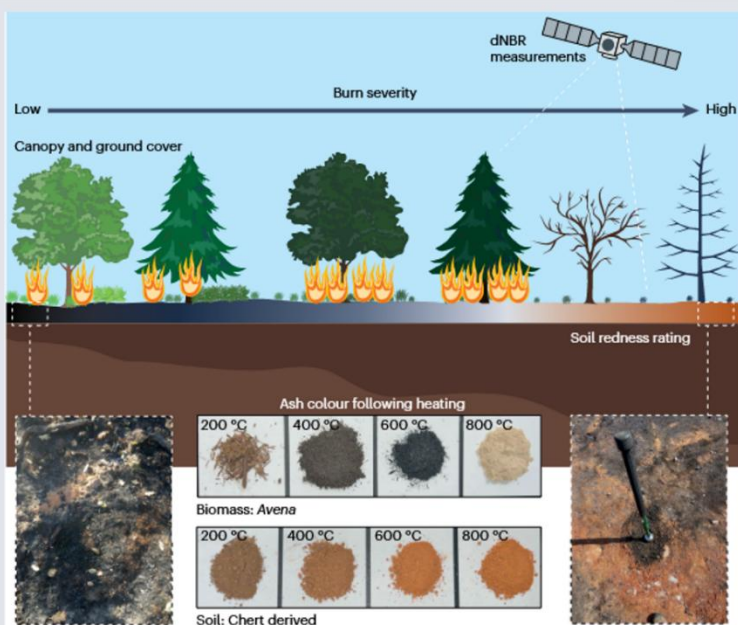 dNBR
measurements
Burn severity
Low
High
Canopy and ground cover
Soil redness rating
Ash colour following heating
200 °C 400 °C 600 °C 800 °C
Biomass: Avena
200 °C 400 °C 600 °C 800 °C
Soil: Chert derived